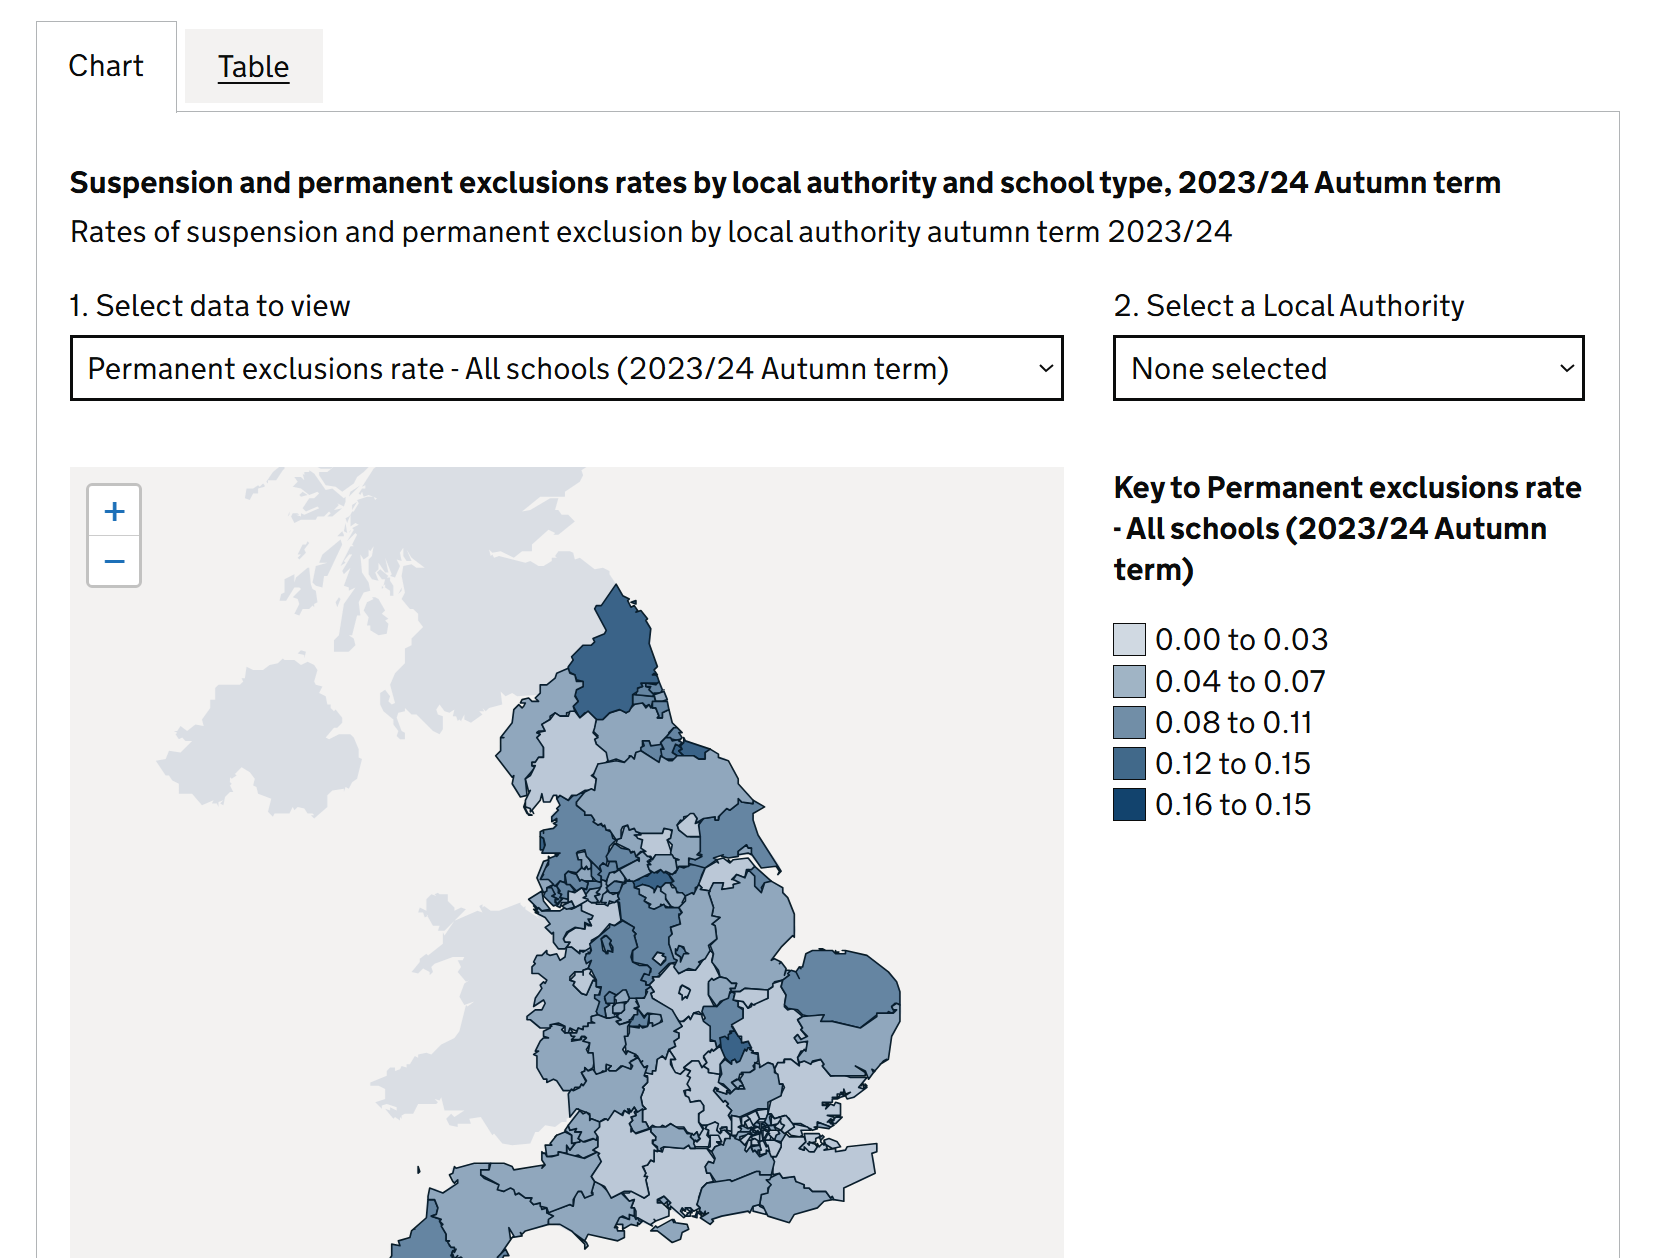 Chart
Table
Suspension and permanent exclusions rates by local authority and school type, 2023/24 Autumn term
Rates of suspension and permanent exclusion by local authority autumn term 2023/24
1. Select data to view
2. Select a Local Authority
Permanent exclusions rate - All schools (2023/24 Autumn term)
None selected
+
−
Key to Permanent exclusions rate
- All schools (2023/24 Autumn
term)
0.00 to 0.03
0.04 to 0.07
0.08 to 0.11
0.12 to 0.15
0.16 to 0.15